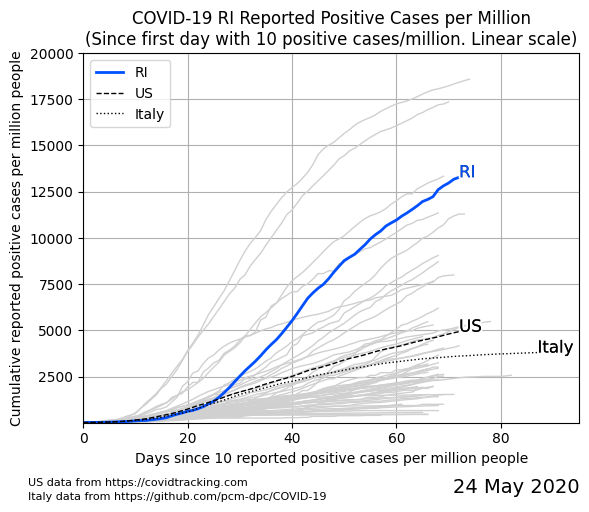 COVID-19 RI Reported Positive Cases per Million
(Since first day with 10 positive cases/million. Linear scale)
Cumulative reported positive cases per million people
20000
17500
15000
12500
10000
7500
5000
2500
RI
US
Italy
RI
US
Italy
0
20
40
60
80
Days since 10 reported positive cases per million people
US data from https://covidtracking.com
Italy data from https://github.com/pcm-dpc/COVID-19
24 May 2020